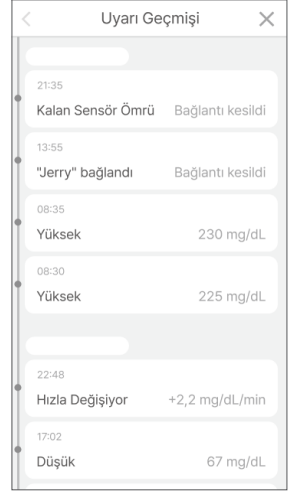 Uyarı Geçmişi
21:35
Kalan Sensör Ömrü Bağlantı kesildi
13:55
"Jerry" bağlandı Bağlantı kesildi
08:35
Yüksek 230 mg/dL
08:30
Yüksek 225 mg/dL
22:48
Hızla Değişiyor +2,2 mg/dL/min
17:02
Düşük 67 mg/dL